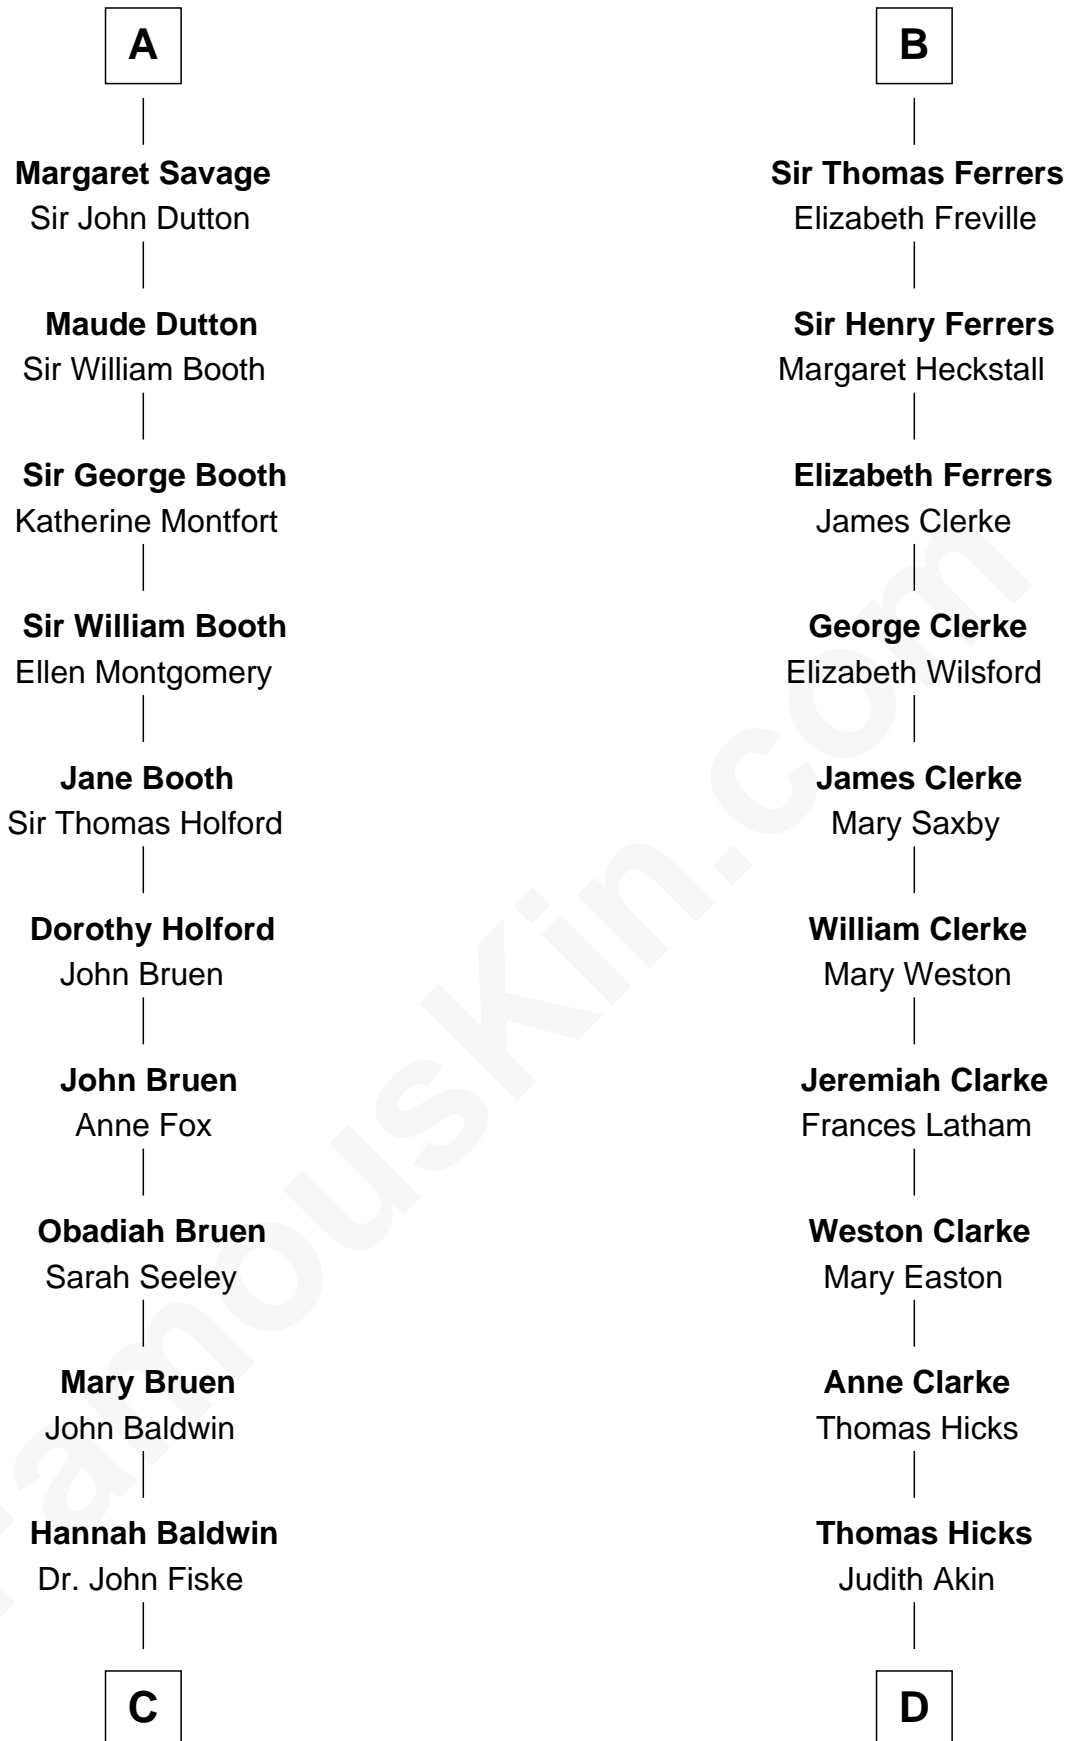 A
Margaret Savage
Sir John Dutton
Maude Dutton
Sir William Booth
Sir George Booth
Katherine Montfort
Sir William Booth
Ellen Montgomery
Jane Booth
Sir Thomas Holford
Dorothy Holford
John Bruen
John Bruen
Anne Fox
Obadiah Bruen
Sarah Seeley
Mary Bruen
John Baldwin
Hannah Baldwin
Dr. John Fiske
C
B
Sir Thomas Ferrers
Elizabeth Freville
Sir Henry Ferrers
Margaret Heckstall
Elizabeth Ferrers
James Clerke
George Clerke
Elizabeth Wilsford
James Clerke
Mary Saxby
William Clerke
Mary Weston
Jeremiah Clarke
Frances Latham
Weston Clarke
Mary Easton
Anne Clarke
Thomas Hicks
Thomas Hicks
Judith Akin
D
FamousKin.com